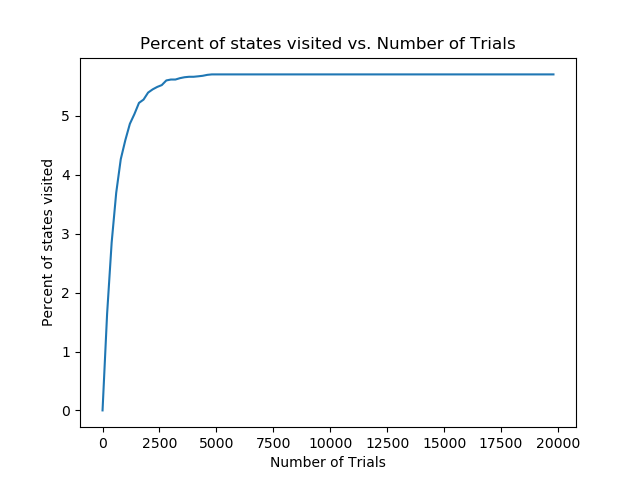 Percent of states visited vs. Number of Trials
Percent of states visited
5
4
3
2
1
0
0 2500 5000 7500 10000 12500 15000 17500 20000
Number of Trials